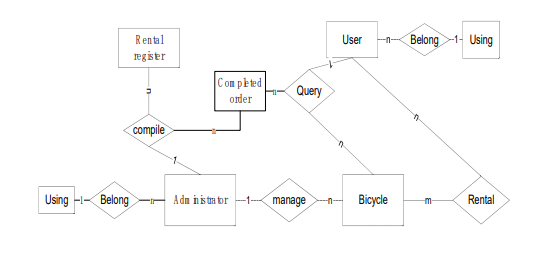 Rental
register
User
n
Belong
1
Using
Completed
order
n
Query
1
n
compile
n
n
1
n
Using
1
Belong
n
Administrator
1
manage
n
Bicycle
m
Rental